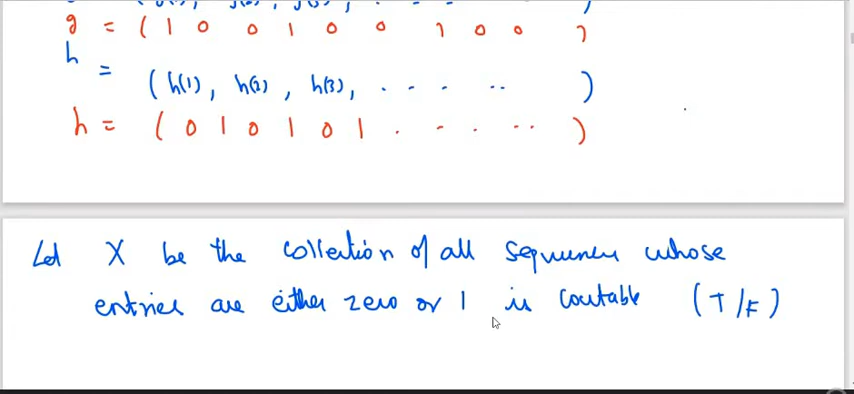 g = ( 1 0 0 1 0 0 1 0 0 )
h = ( h(1), h(2), h(3), . - - .. )
h = ( 0 1 0 1 0 1 . - . .. )
Let X be the collection of all sequences whose
entries are either zero or 1 is coutable (T/F)